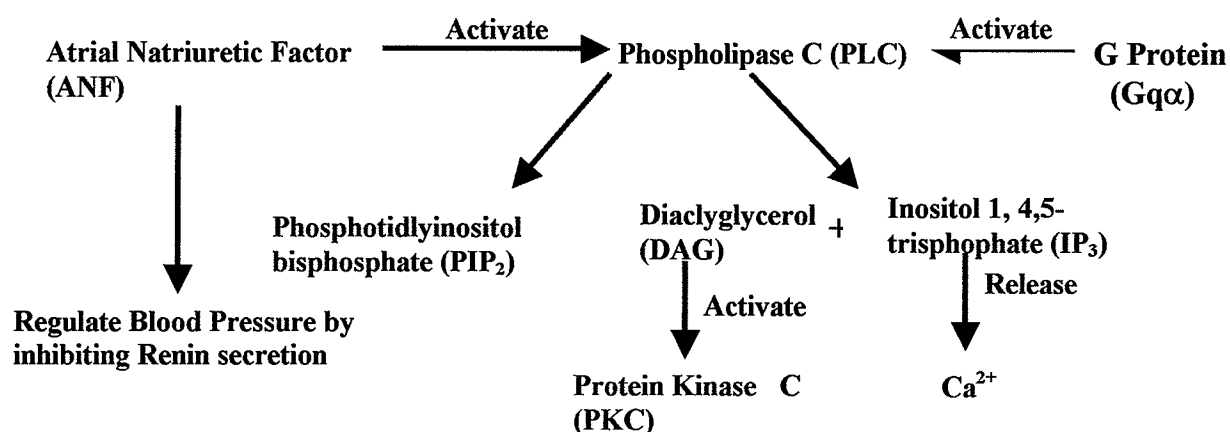 Activate
Activate
Atrial Natriuretic Factor
(ANF)
Phospholipase C (PLC)
G Protein
(Gqα)
Phosphotidlyinositol
bisphosphate (PIP₂)
Diaclyglycerol
(DAG)
+
Inositol 1, 4,5-
trisphophate (IP₃)
Release
Activate
Regulate Blood Pressure by
inhibiting Renin secretion
Protein Kinase C
(PKC)
Ca²⁺